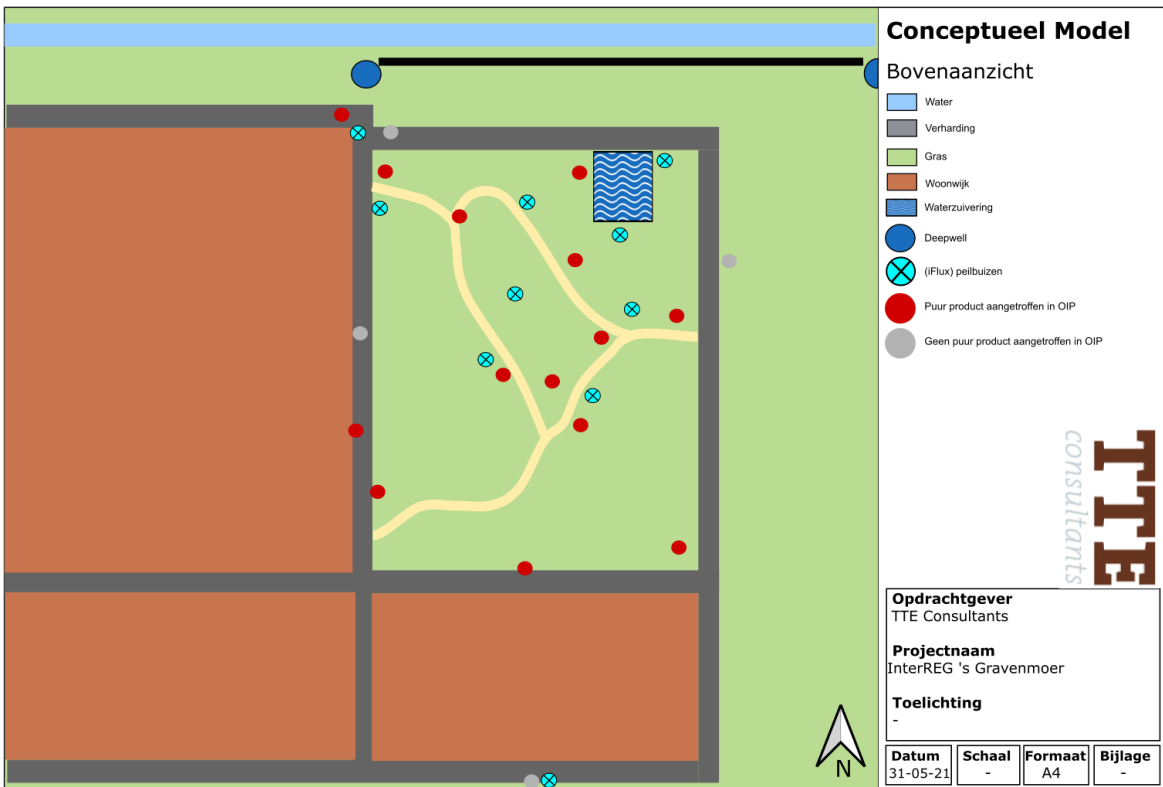 Conceptueel Model
Bovenaanzicht
Water
Verharding
Gras
Woonwijk
Waterzuivering
Deepwell
(iFlux) peilbuizen
Puur product aangetroffen in OIP
Geen puur product aangetroffen in OIP
TTE
consultants
Opdrachtgever
TTE Consultants
Projectnaam
InterREG 's Gravenmoer
Toelichting
-
Datum
31-05-21
Schaal
-
Formaat
A4
Bijlage
-
N